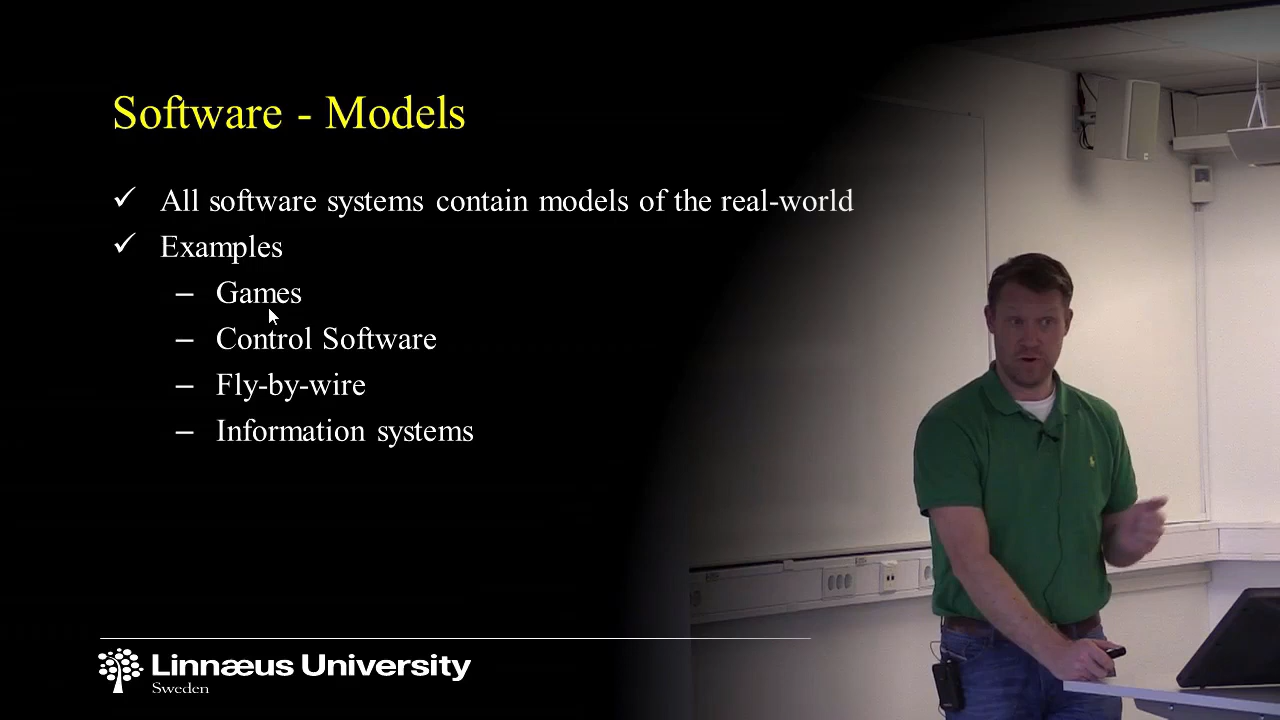 Software - Models
✓ All software systems contain models of the real-world
✓ Examples
– Games
– Control Software
– Fly-by-wire
– Information systems
Linnæus University
Sweden